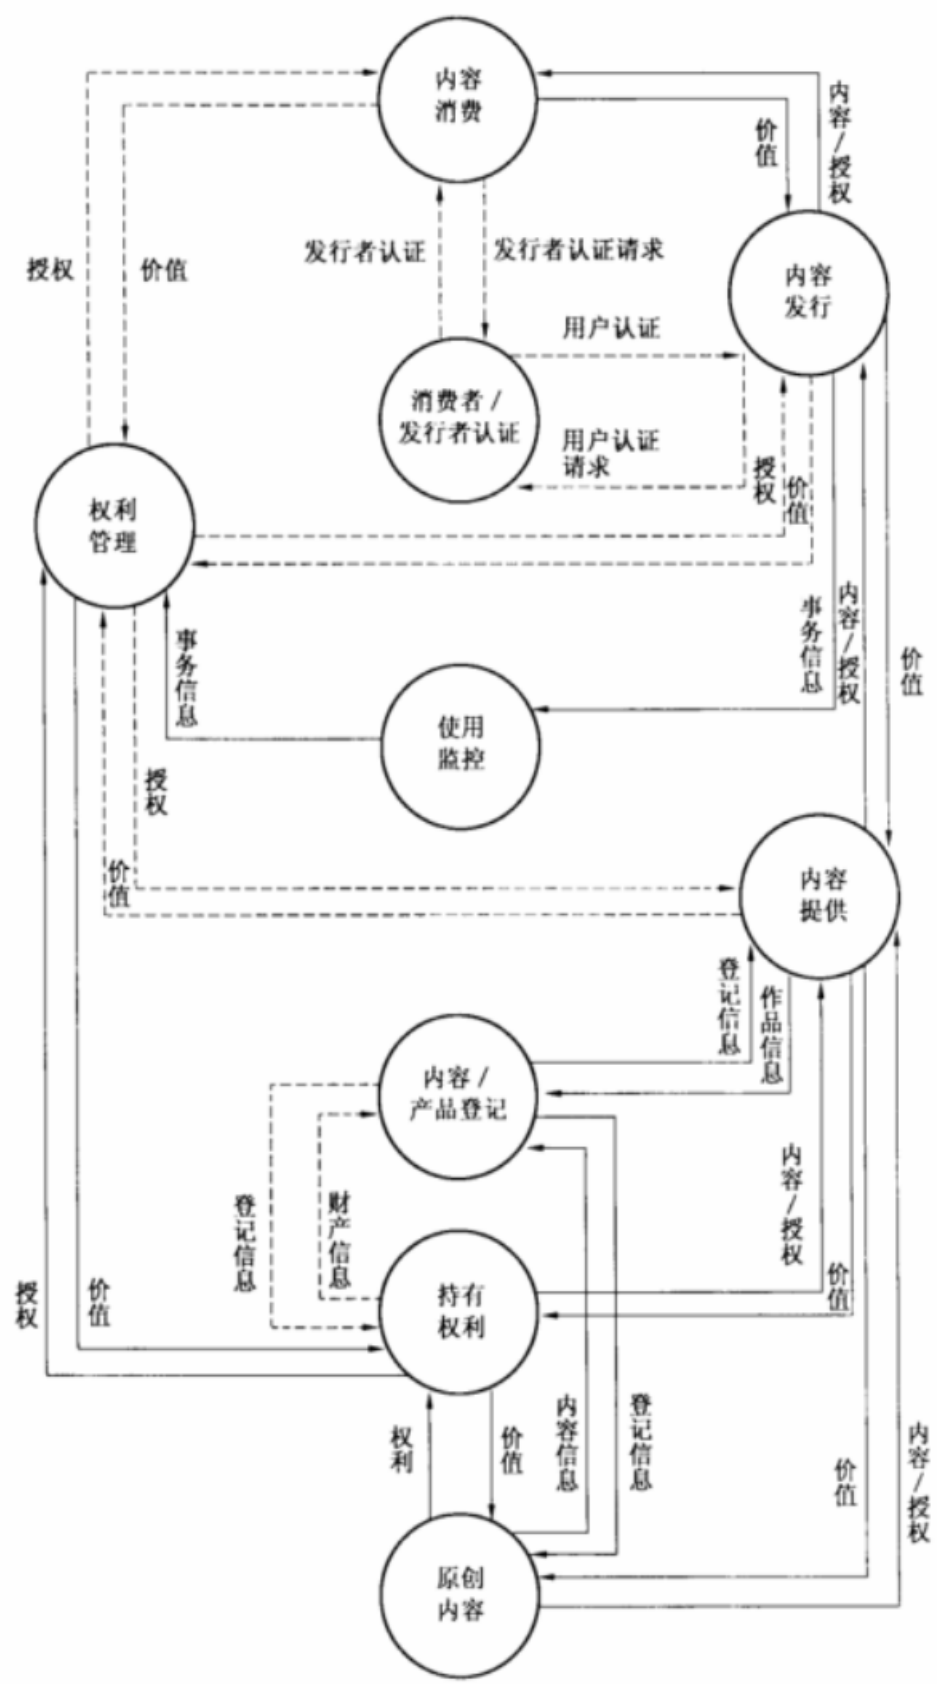 内容
消费
内容/授权
价值
发行者认证
发行者认证请求
授权
价值
内容
发行
用户认证
消费者/
发行者认证
用户认证
请求
授权
价值
权利
管理
事务信息
内容/授权
事务信息
价值
使用
监控
授权
价值
内容
提供
登记信息
作品信息
内容/
产品登记
内容/授权
登记信息
财产信息
价值
持有
权利
授权
价值
权利
价值
内容信息
登记信息
价值
内容/授权
原创
内容